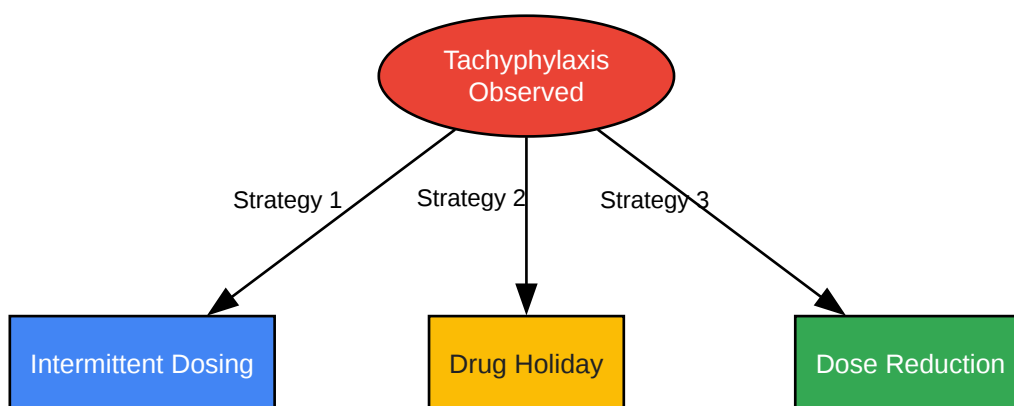 Tachyphylaxis
Observed
Strategy 1
Strategy 2
Strategy 3
Intermittent Dosing
Drug Holiday
Dose Reduction